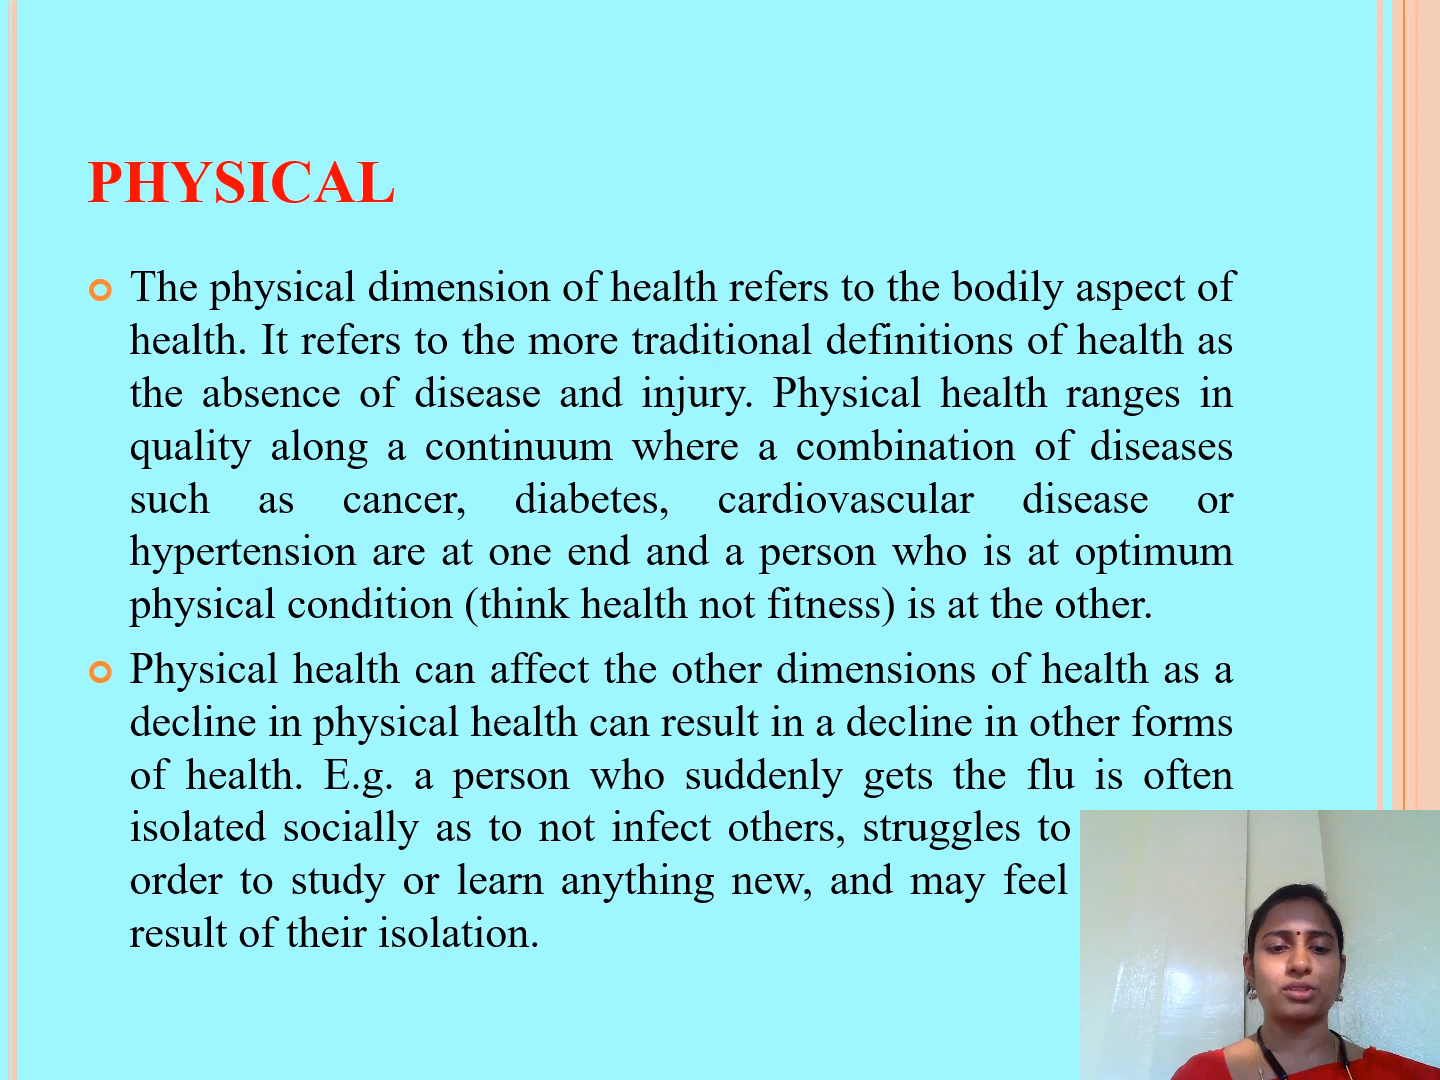 PHYSICAL
The physical dimension of health refers to the bodily aspect of
health. It refers to the more traditional definitions of health as
the absence of disease and injury. Physical health ranges in
quality along a continuum where a combination of diseases
such as cancer, diabetes, cardiovascular disease or
hypertension are at one end and a person who is at optimum
physical condition (think health not fitness) is at the other.
Physical health can affect the other dimensions of health as a
decline in physical health can result in a decline in other forms
of health. E.g. a person who suddenly gets the flu is often
isolated socially as to not infect others, struggles to
order to study or learn anything new, and may feel
result of their isolation.